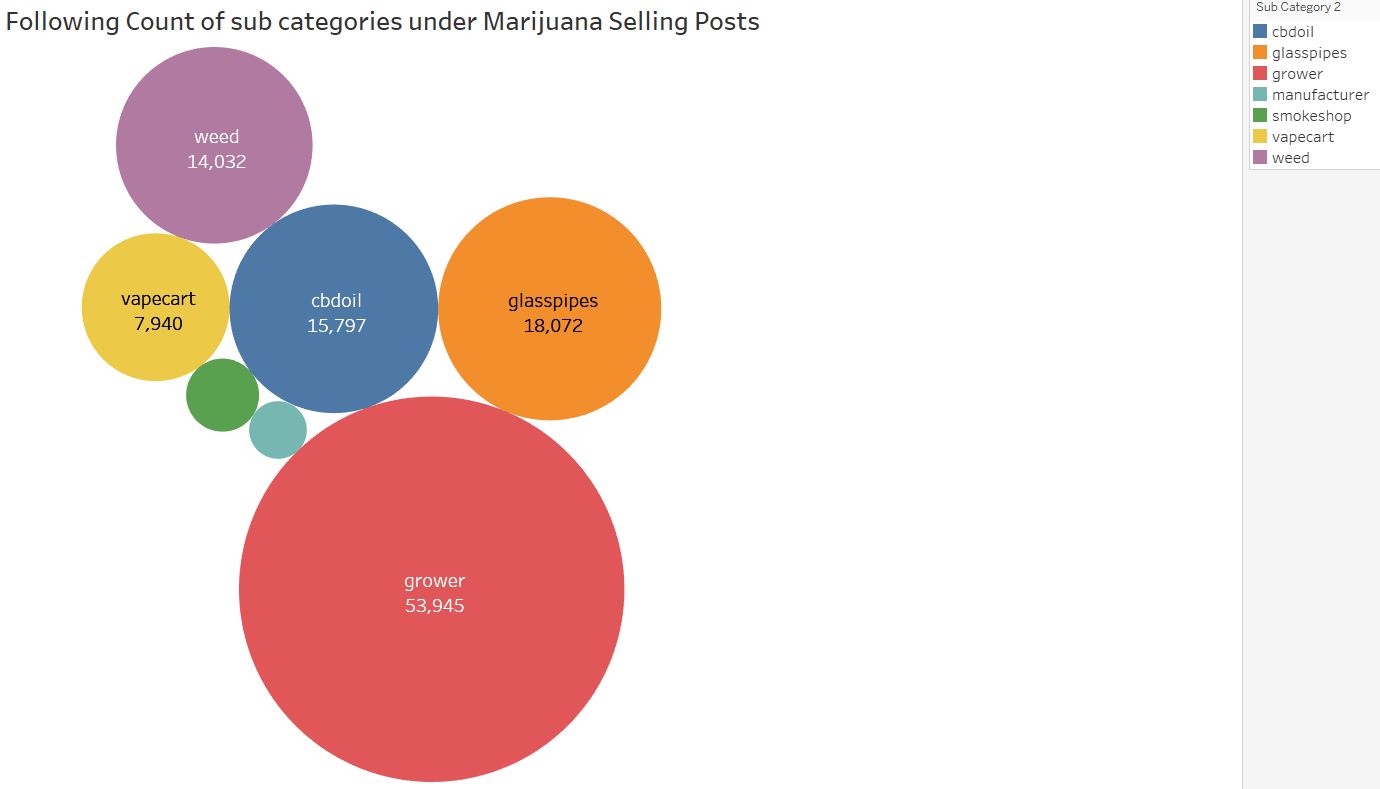 Following Count of sub categories under Marijuana Selling Posts
weed
14,032
vapecart
7,940
cbdoil
15,797
glasspipes
18,072
grower
53,945
Sub Category 2
cbdoil
glasspipes
grower
manufacturer
smokeshop
vapecart
weed